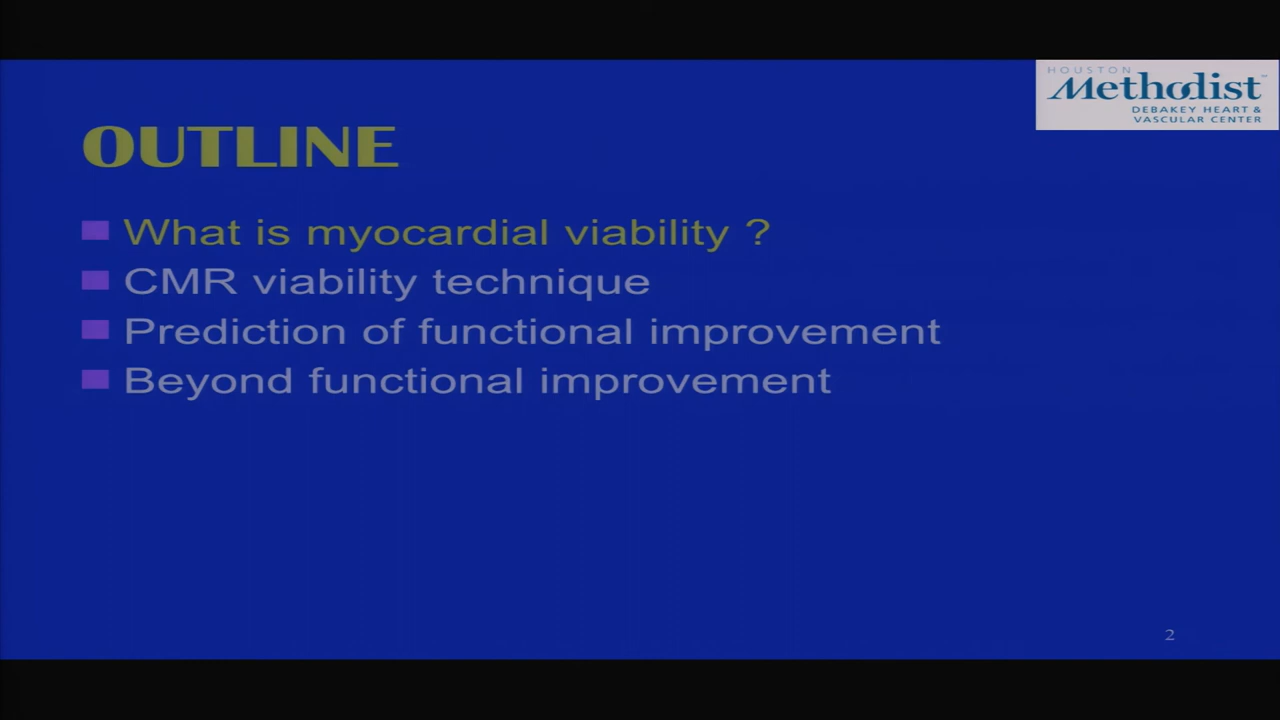 HOUSTON
Methodist™
DEBAKEY HEART &
VASCULAR CENTER
OUTLINE
What is myocardial viability ?
CMR viability technique
Prediction of functional improvement
Beyond functional improvement
2